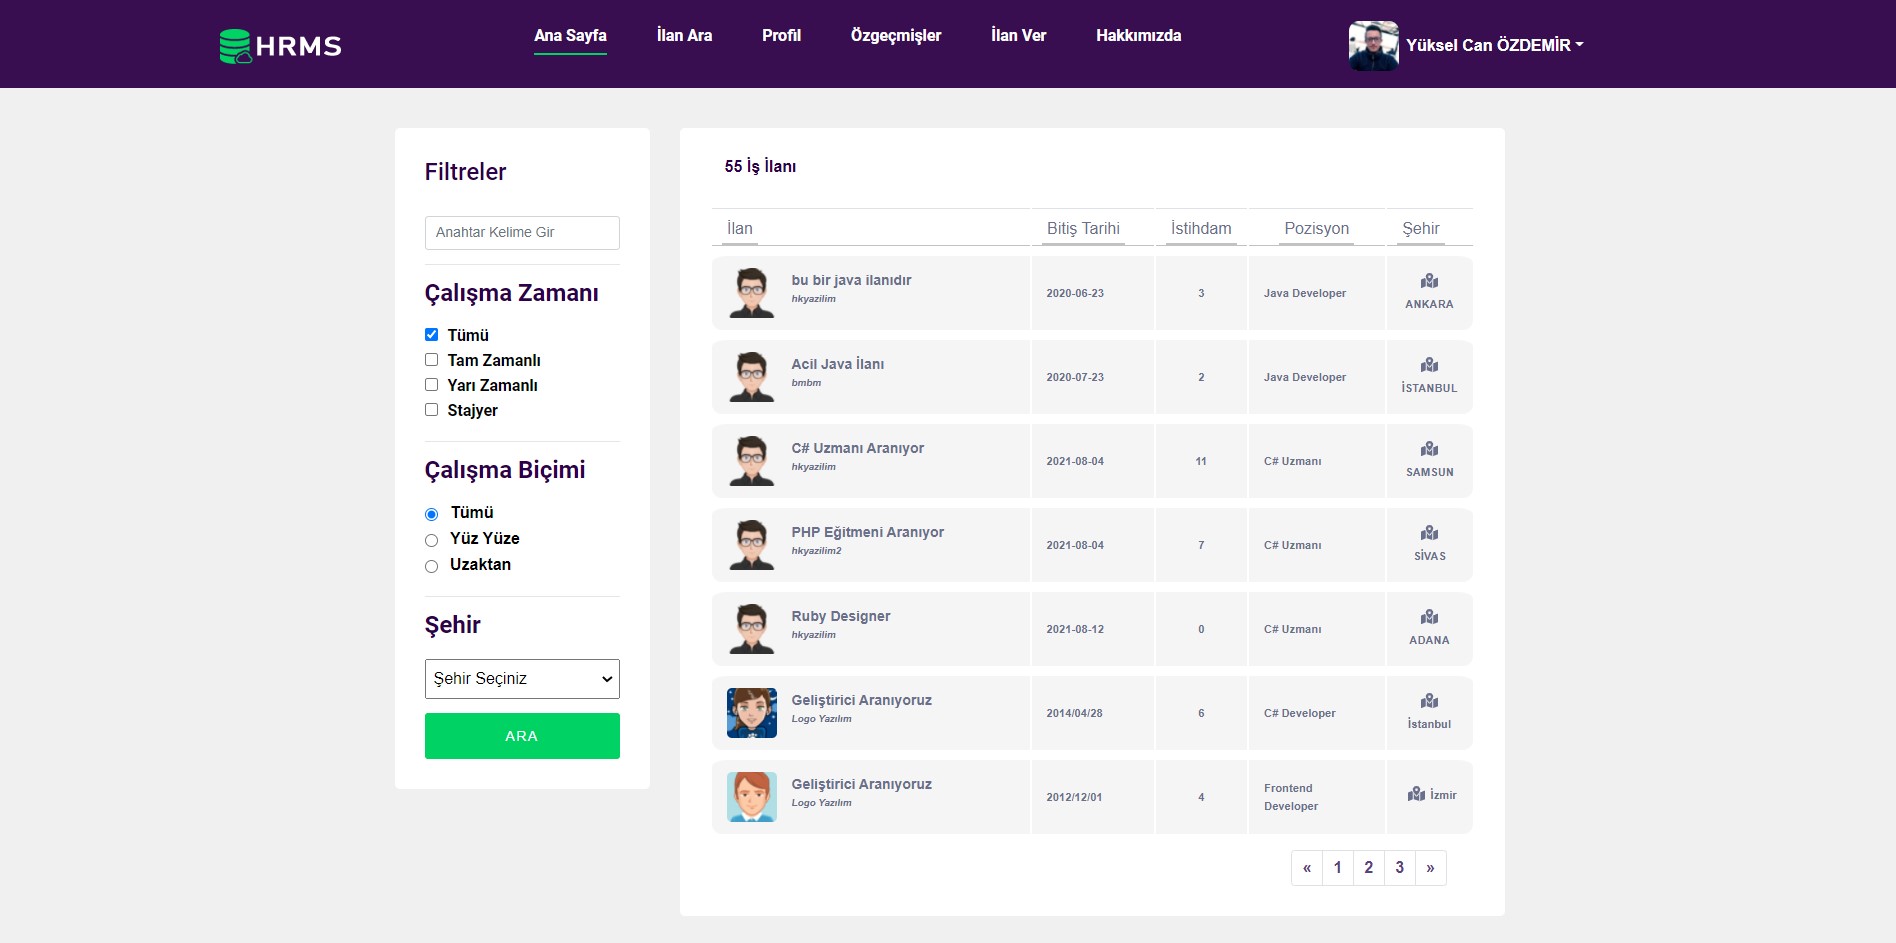 HRMS
Ana Sayfa İlan Ara Profil Özgeçmişler İlan Ver Hakkımızda
Yüksel Can ÖZDEMİR
Filtreler
Anahtar Kelime Gir
Çalışma Zamanı
Tümü
Tam Zamanlı
Yarı Zamanlı
Stajyer
Çalışma Biçimi
Tümü
Yüz Yüze
Uzaktan
Şehir
Şehir Seçiniz
ARA
55 İş İlanı
İlan Bitiş Tarihi İstihdam Pozisyon Şehir
bu bir java ilanıdır
hkyazilim
2020-06-23 3 Java Developer ANKARA
Acil Java İlanı
bmbm
2020-07-23 2 Java Developer İSTANBUL
C# Uzmanı Aranıyor
hkyazilim
2021-08-04 11 C# Uzmanı SAMSUN
PHP Eğitmeni Aranıyor
hkyazilim2
2021-08-04 7 C# Uzmanı SİVAS
Ruby Designer
hkyazilim
2021-08-12 0 C# Uzmanı ADANA
Geliştirici Aranıyoruz
Logo Yazılım
2014/04/28 6 C# Developer İstanbul
Geliştirici Aranıyoruz
Logo Yazılım
2012/12/01 4 Frontend
Developer
İzmir
« 1 2 3 »